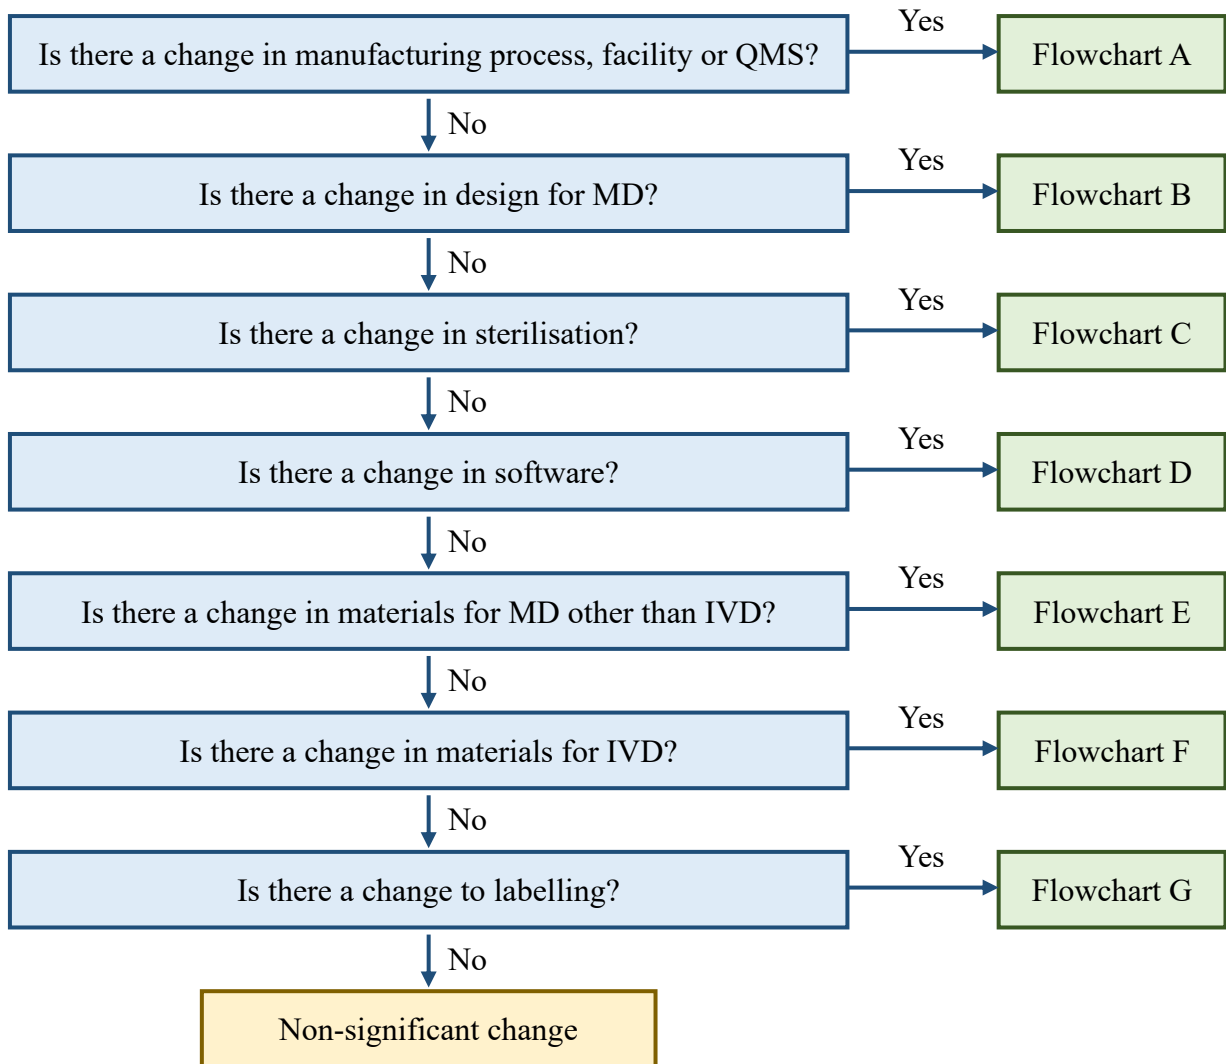 Is there a change in manufacturing process, facility or QMS?
Yes
Flowchart A
No
Is there a change in design for MD?
Yes
Flowchart B
No
Is there a change in sterilisation?
Yes
Flowchart C
No
Is there a change in software?
Yes
Flowchart D
No
Is there a change in materials for MD other than IVD?
Yes
Flowchart E
No
Is there a change in materials for IVD?
Yes
Flowchart F
No
Is there a change to labelling?
Yes
Flowchart G
No
Non-significant change